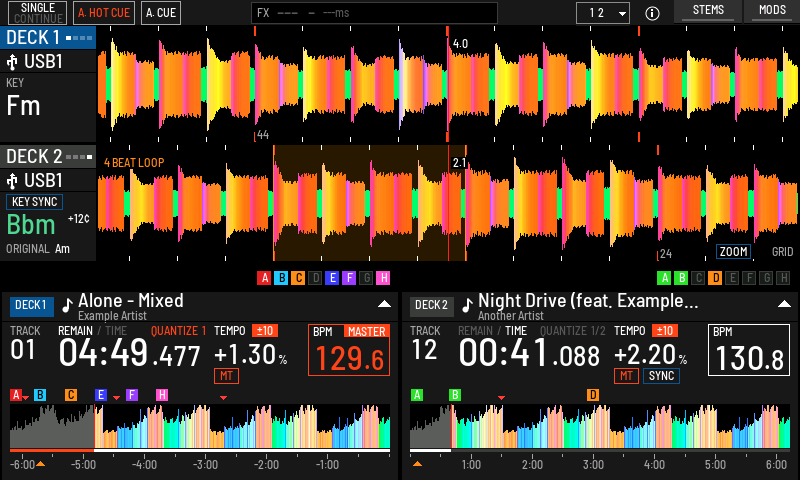 SINGLE
CONTINUE
A. HOT CUE
A. CUE
FX --- - ---ms
1 2
STEMS
MODS
DECK 1
USB1
KEY
Fm
4.0
44
DECK 2
USB1
KEY SYNC
Bbm +12¢
ORIGINAL Am
4 BEAT LOOP
2.1
24
ZOOM
GRID
A B C D E F G H
A B C D E F G H
DECK 1
Alone - Mixed
Example Artist
TRACK
01
REMAIN / TIME
QUANTIZE 1
04:49.477
TEMPO ±10
+1.30%
MT
BPM MASTER
129.6
A B C E F H
-6:00 -5:00 -4:00 -3:00 -2:00 -1:00
DECK 2
Night Drive (feat. Example...
Another Artist
TRACK
12
REMAIN / TIME
QUANTIZE 1/2
00:41.088
TEMPO ±10
+2.20%
MT SYNC
BPM
130.8
A B D
1:00 2:00 3:00 4:00 5:00 6:00